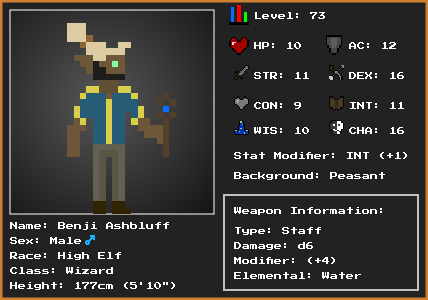 Level: 73
HP: 10 AC: 12
STR: 11 DEX: 16
CON: 9 INT: 11
WIS: 10 CHA: 16
Stat Modifier: INT (+1)
Background: Peasant
Weapon Information:
Type: Staff
Damage: d6
Modifier: (+4)
Elemental: Water
Name: Benji Ashbluff
Sex: Male ♂
Race: High Elf
Class: Wizard
Height: 177cm (5'10")